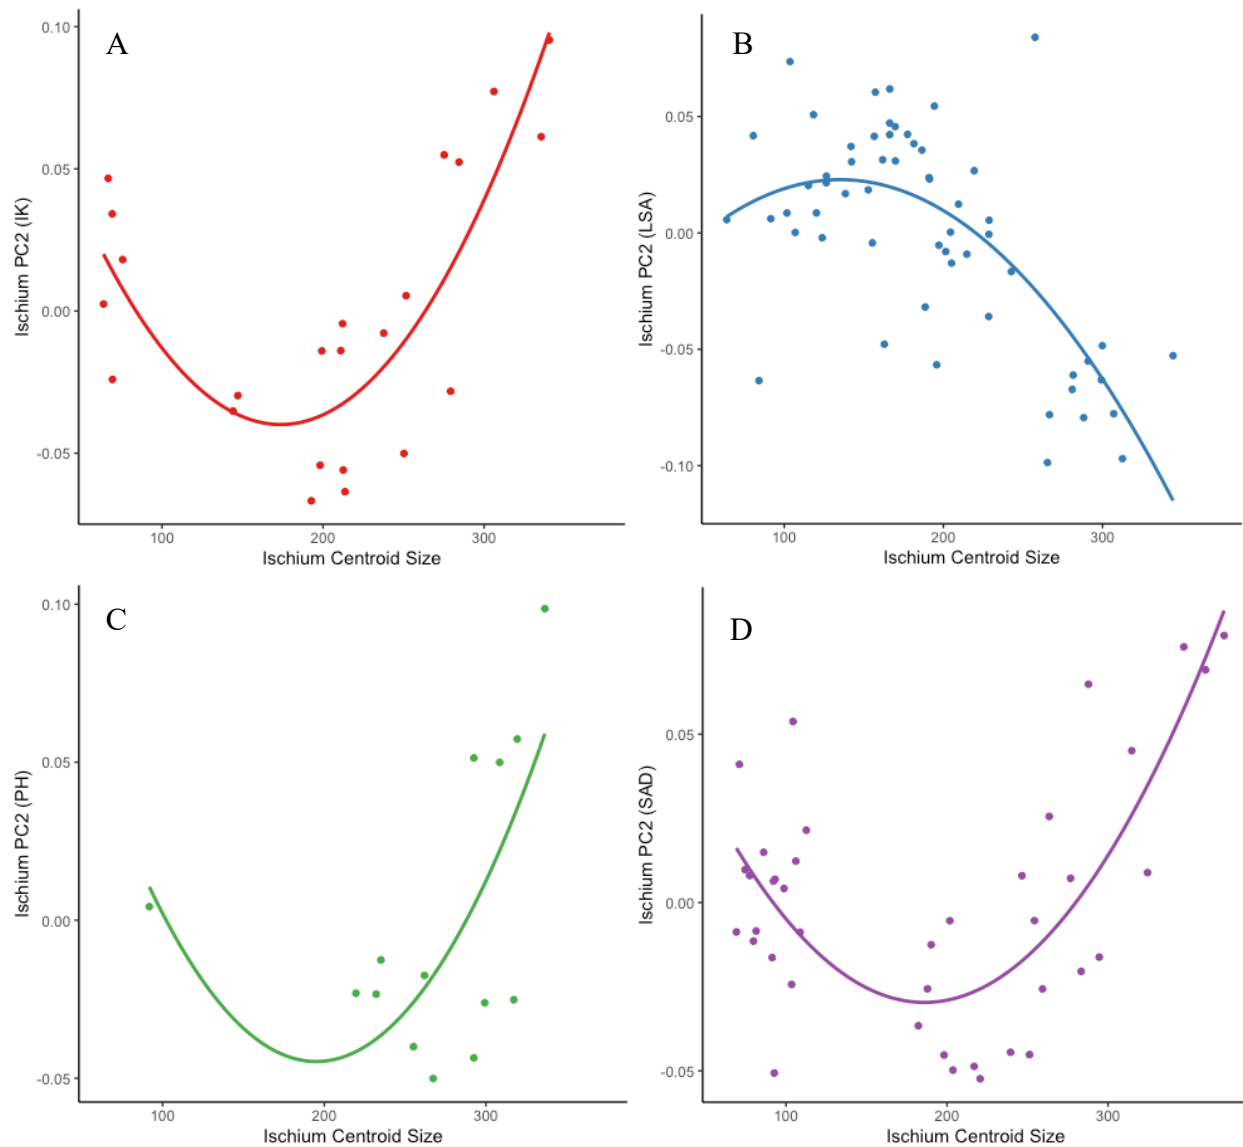 A
0.10
0.05
0.00
-0.05
Ischium PC2 (IK)
100
200
300
Ischium Centroid Size
B
0.05
0.00
-0.05
-0.10
Ischium PC2 (LSA)
100
200
300
Ischium Centroid Size
C
0.10
0.05
0.00
-0.05
Ischium PC2 (PH)
100
200
300
Ischium Centroid Size
D
0.05
0.00
-0.05
Ischium PC2 (SAD)
100
200
300
Ischium Centroid Size